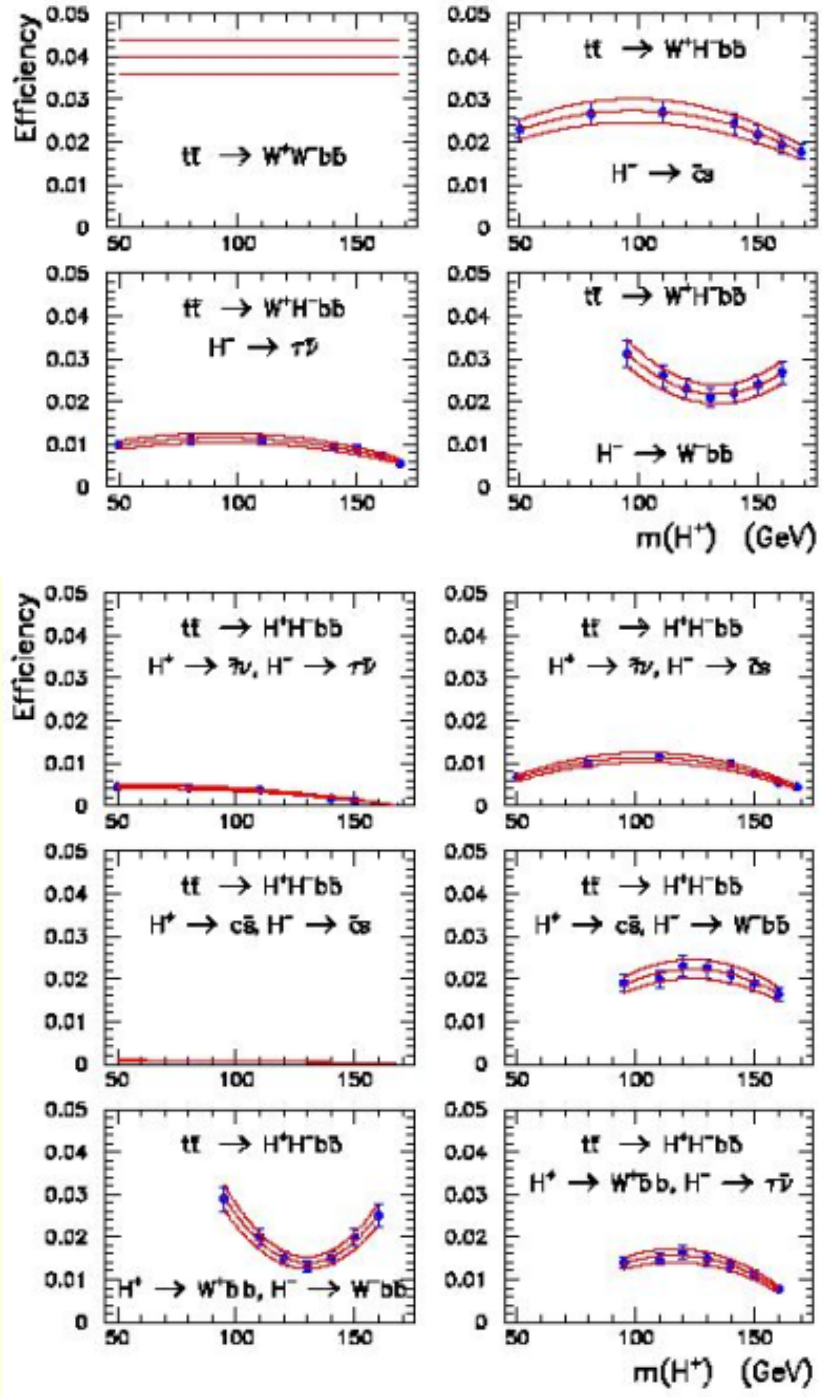 Efficiency
0.05
0.04
0.03
0.02
0.01
0
50 100 150
tt̄ → W⁺W⁻bb̄
0.05
0.04
0.03
0.02
0.01
0
50 100 150
tt̄ → W⁺H⁻bb̄
H⁻ → c̄s
0.05
0.04
0.03
0.02
0.01
0
50 100 150
tt̄ → W⁺H⁻bb̄
H⁻ → τν̄
0.05
0.04
0.03
0.02
0.01
0
50 100 150
tt̄ → W⁺H⁻bb̄
H⁻ → W⁻bb̄
m(H⁺) (GeV)
Efficiency
0.05
0.04
0.03
0.02
0.01
0
50 100 150
tt̄ → H⁺H⁻bb̄
H⁺ → τ̄ν, H⁻ → τν̄
0.05
0.04
0.03
0.02
0.01
0
50 100 150
tt̄ → H⁺H⁻bb̄
H⁺ → τ̄ν, H⁻ → c̄s
0.05
0.04
0.03
0.02
0.01
0
50 100 150
tt̄ → H⁺H⁻bb̄
H⁺ → cs̄, H⁻ → c̄s
0.05
0.04
0.03
0.02
0.01
0
50 100 150
tt̄ → H⁺H⁻bb̄
H⁺ → cs̄, H⁻ → W⁻bb̄
0.05
0.04
0.03
0.02
0.01
0
50 100 150
tt̄ → H⁺H⁻bb̄
H⁺ → W⁺b̄b, H⁻ → W⁻bb̄
0.05
0.04
0.03
0.02
0.01
0
50 100 150
tt̄ → H⁺H⁻bb̄
H⁺ → W⁺b̄b, H⁻ → τν̄
m(H⁺) (GeV)